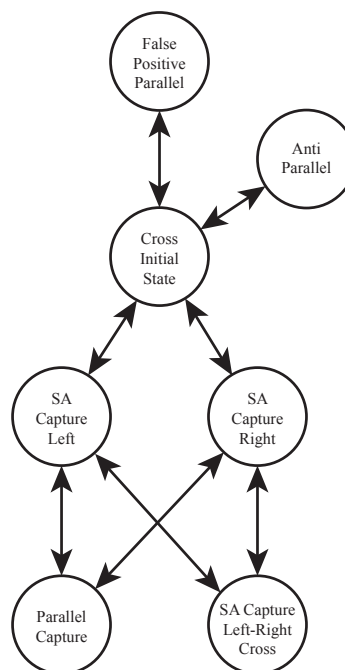 False
Positive
Parallel
Anti
Parallel
Cross
Initial
State
SA
Capture
Left
SA
Capture
Right
Parallel
Capture
SA Capture
Left-Right
Cross